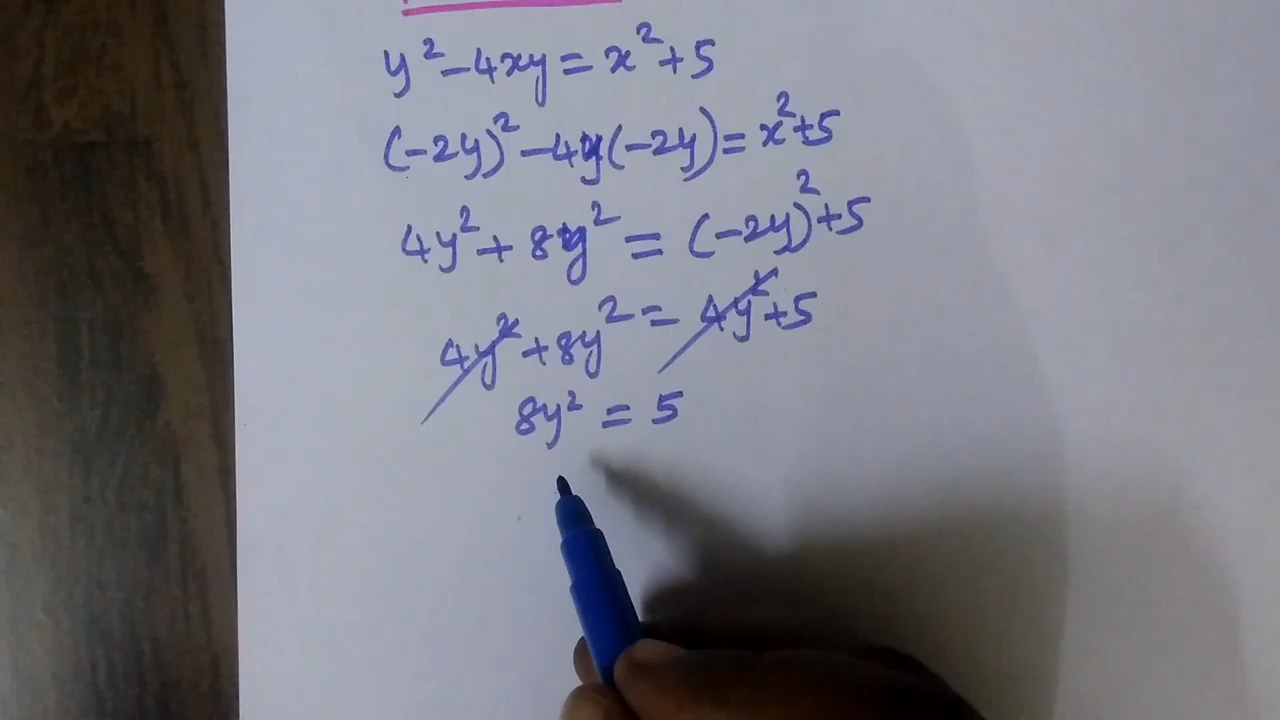 y² - 4xy = x² + 5
(-2y)² - 4y(-2y) = x² + 5
4y² + 8y² = (-2y)² + 5
4y² + 8y² = 4y² + 5
8y² = 5